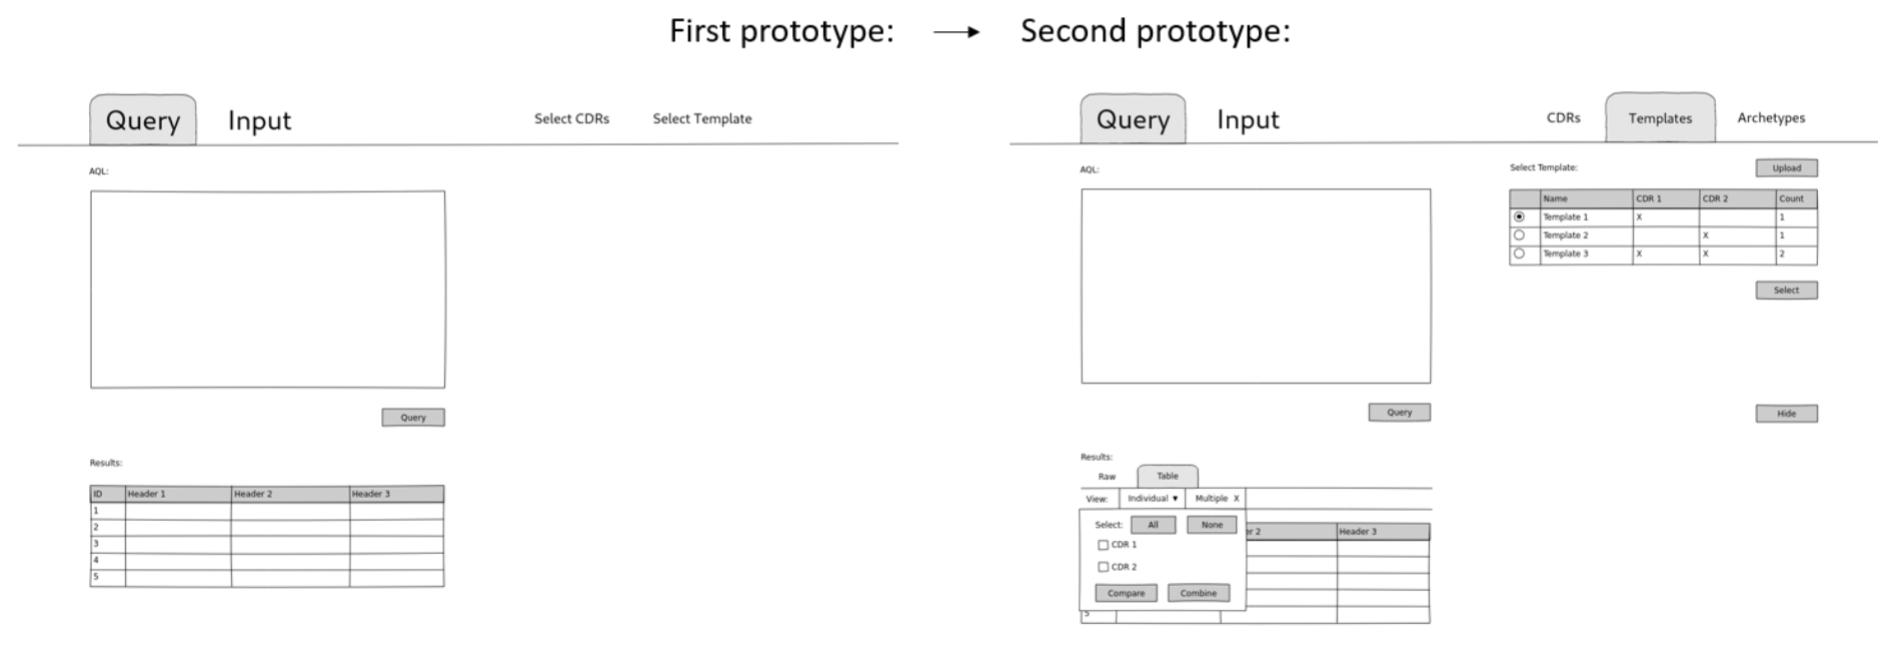 First prototype: → Second prototype:
Query Input Select CDRs Select Template
AQL:
Query
Results:
ID Header 1 Header 2 Header 3
1
2
3
4
5
Query Input CDRs Templates Archetypes
AQL:
Query
Select Template: Upload
Name CDR 1 CDR 2 Count
Template 1 X 1
Template 2 X 1
Template 3 X X 2
Select
Hide
Results:
Raw Table
View: Individual ▼ Multiple X
Select: All None
CDR 1
CDR 2
Compare Combine
er 2 Header 3
5